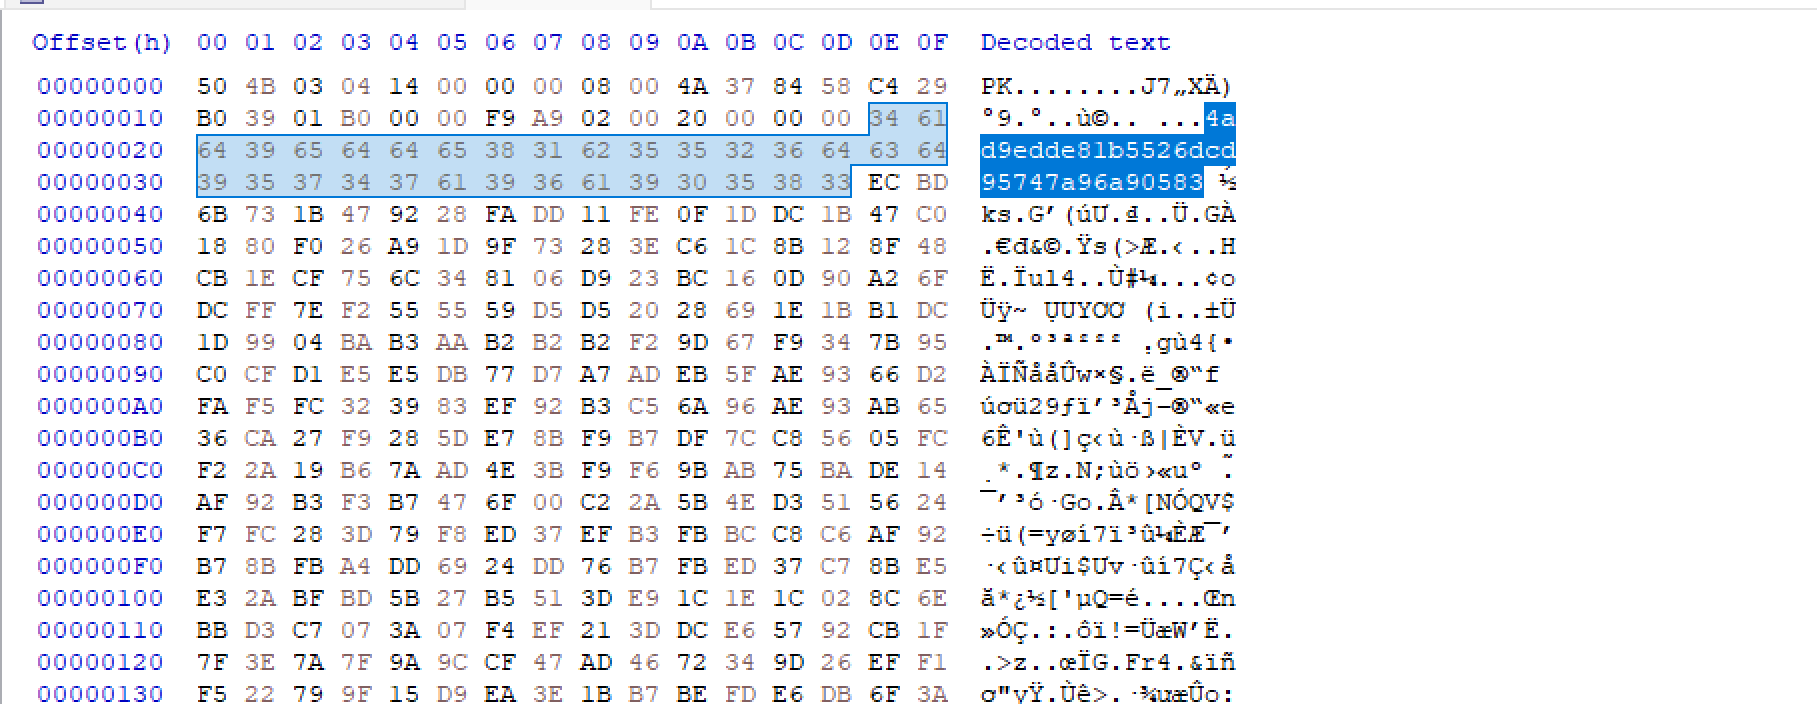 Offset(h) 00 01 02 03 04 05 06 07 08 09 0A 0B 0C 0D 0E 0F Decoded text
00000000 50 4B 03 04 14 00 00 00 08 00 4A 37 84 58 C4 29 PK........J7„XÄ)
00000010 B0 39 01 B0 00 00 F9 A9 02 00 20 00 00 00 34 61 °9.°..ù©.. ...4a
00000020 64 39 65 64 64 65 38 31 62 35 35 32 36 64 63 64 d9edde81b5526dcd
00000030 39 35 37 34 37 61 39 36 61 39 30 35 38 33 EC BD 95747a96a90583 ̣½
00000040 6B 73 1B 47 92 28 FA DD 11 FE 0F 1D DC 1B 47 C0 ks.G’(úƯ.₫..Ü.GÀ
00000050 18 80 F0 26 A9 1D 9F 73 28 3E C6 1C 8B 12 8F 48 .€đ&©.Ÿs(>Æ.‹..H
00000060 CB 1E CF 75 6C 34 81 06 D9 23 BC 16 0D 90 A2 6F Ë.Ïul4..Ù#¼...¢o
00000070 DC FF 7E F2 55 55 59 D5 D5 20 28 69 1E 1B B1 DC Üÿ~ ̣UUYƠƠ (i..±Ü
00000080 1D 99 04 BA B3 AA B2 B2 B2 F2 9D 67 F9 34 7B 95 .™.º³ª²²²̣.gù4{•
00000090 C0 CF D1 E5 E5 DB 77 D7 A7 AD EB 5F AE 93 66 D2 ÀÏÑååÛw×§.ë_®“f̉
000000A0 FA F5 FC 32 39 83 EF 92 B3 C5 6A 96 AE 93 AB 65 úơü29ƒï’³Åj–®“«e
000000B0 36 CA 27 F9 28 5D E7 8B F9 B7 DF 7C C8 56 05 FC 6Ê'ù(]ç‹ù·ß|ÈV.ü
000000C0 F2 2A 19 B6 7A AD 4E 3B F9 F6 9B AB 75 BA DE 14 ̣*.¶z.N;ùö›«uº̃.
000000D0 AF 92 B3 F3 B7 47 6F 00 C2 2A 5B 4E D3 51 56 24 ¯’³ó·Go.Â*[NÓQV$
000000E0 F7 FC 28 3D 79 F8 ED 37 EF B3 FB BC C8 C6 AF 92 ÷ü(=yøí7ï³û¼ÈÆ¯’
000000F0 B7 8B FB A4 DD 69 24 DD 76 B7 FB ED 37 C7 8B E5 ·‹û¤Ưi$Ưv·ûí7Ç‹å
00000100 E3 2A BF BD 5B 27 B5 51 3D E9 1C 1E 1C 02 8C 6E ă*¿½['µQ=é....Œn
00000110 BB D3 C7 07 3A 07 F4 EF 21 3D DC E6 57 92 CB 1F »ÓÇ.:.ôï!=ÜæW’Ë.
00000120 7F 3E 7A 7F 9A 9C CF 47 AD 46 72 34 9D 26 EF F1 .>z..œÏG.Fr4.&ïñ
00000130 F5 22 79 9F 15 D9 EA 3E 1B B7 BE FD E6 DB 6F 3A ơ"yŸ.Ùê>.·¾ưæÛo: